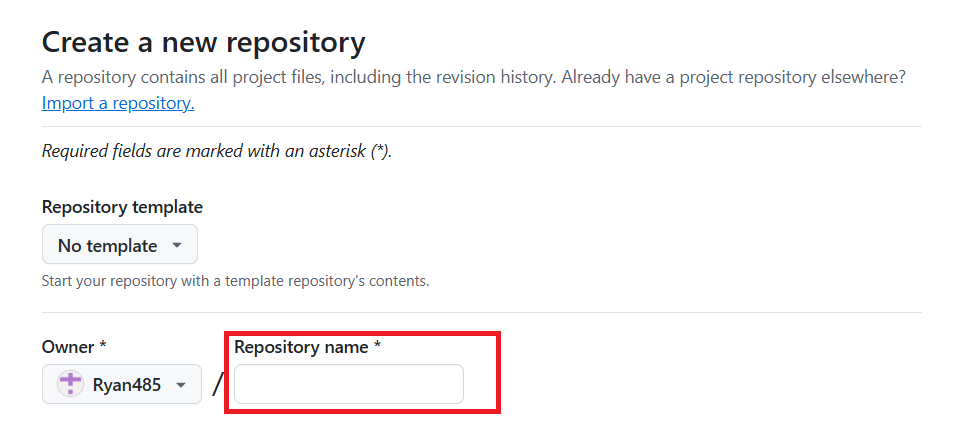 Create a new repository
A repository contains all project files, including the revision history. Already have a project repository elsewhere?
Import a repository.
Required fields are marked with an asterisk (*).
Repository template
No template
Start your repository with a template repository's contents.
Owner *
Repository name *
Ryan485
/